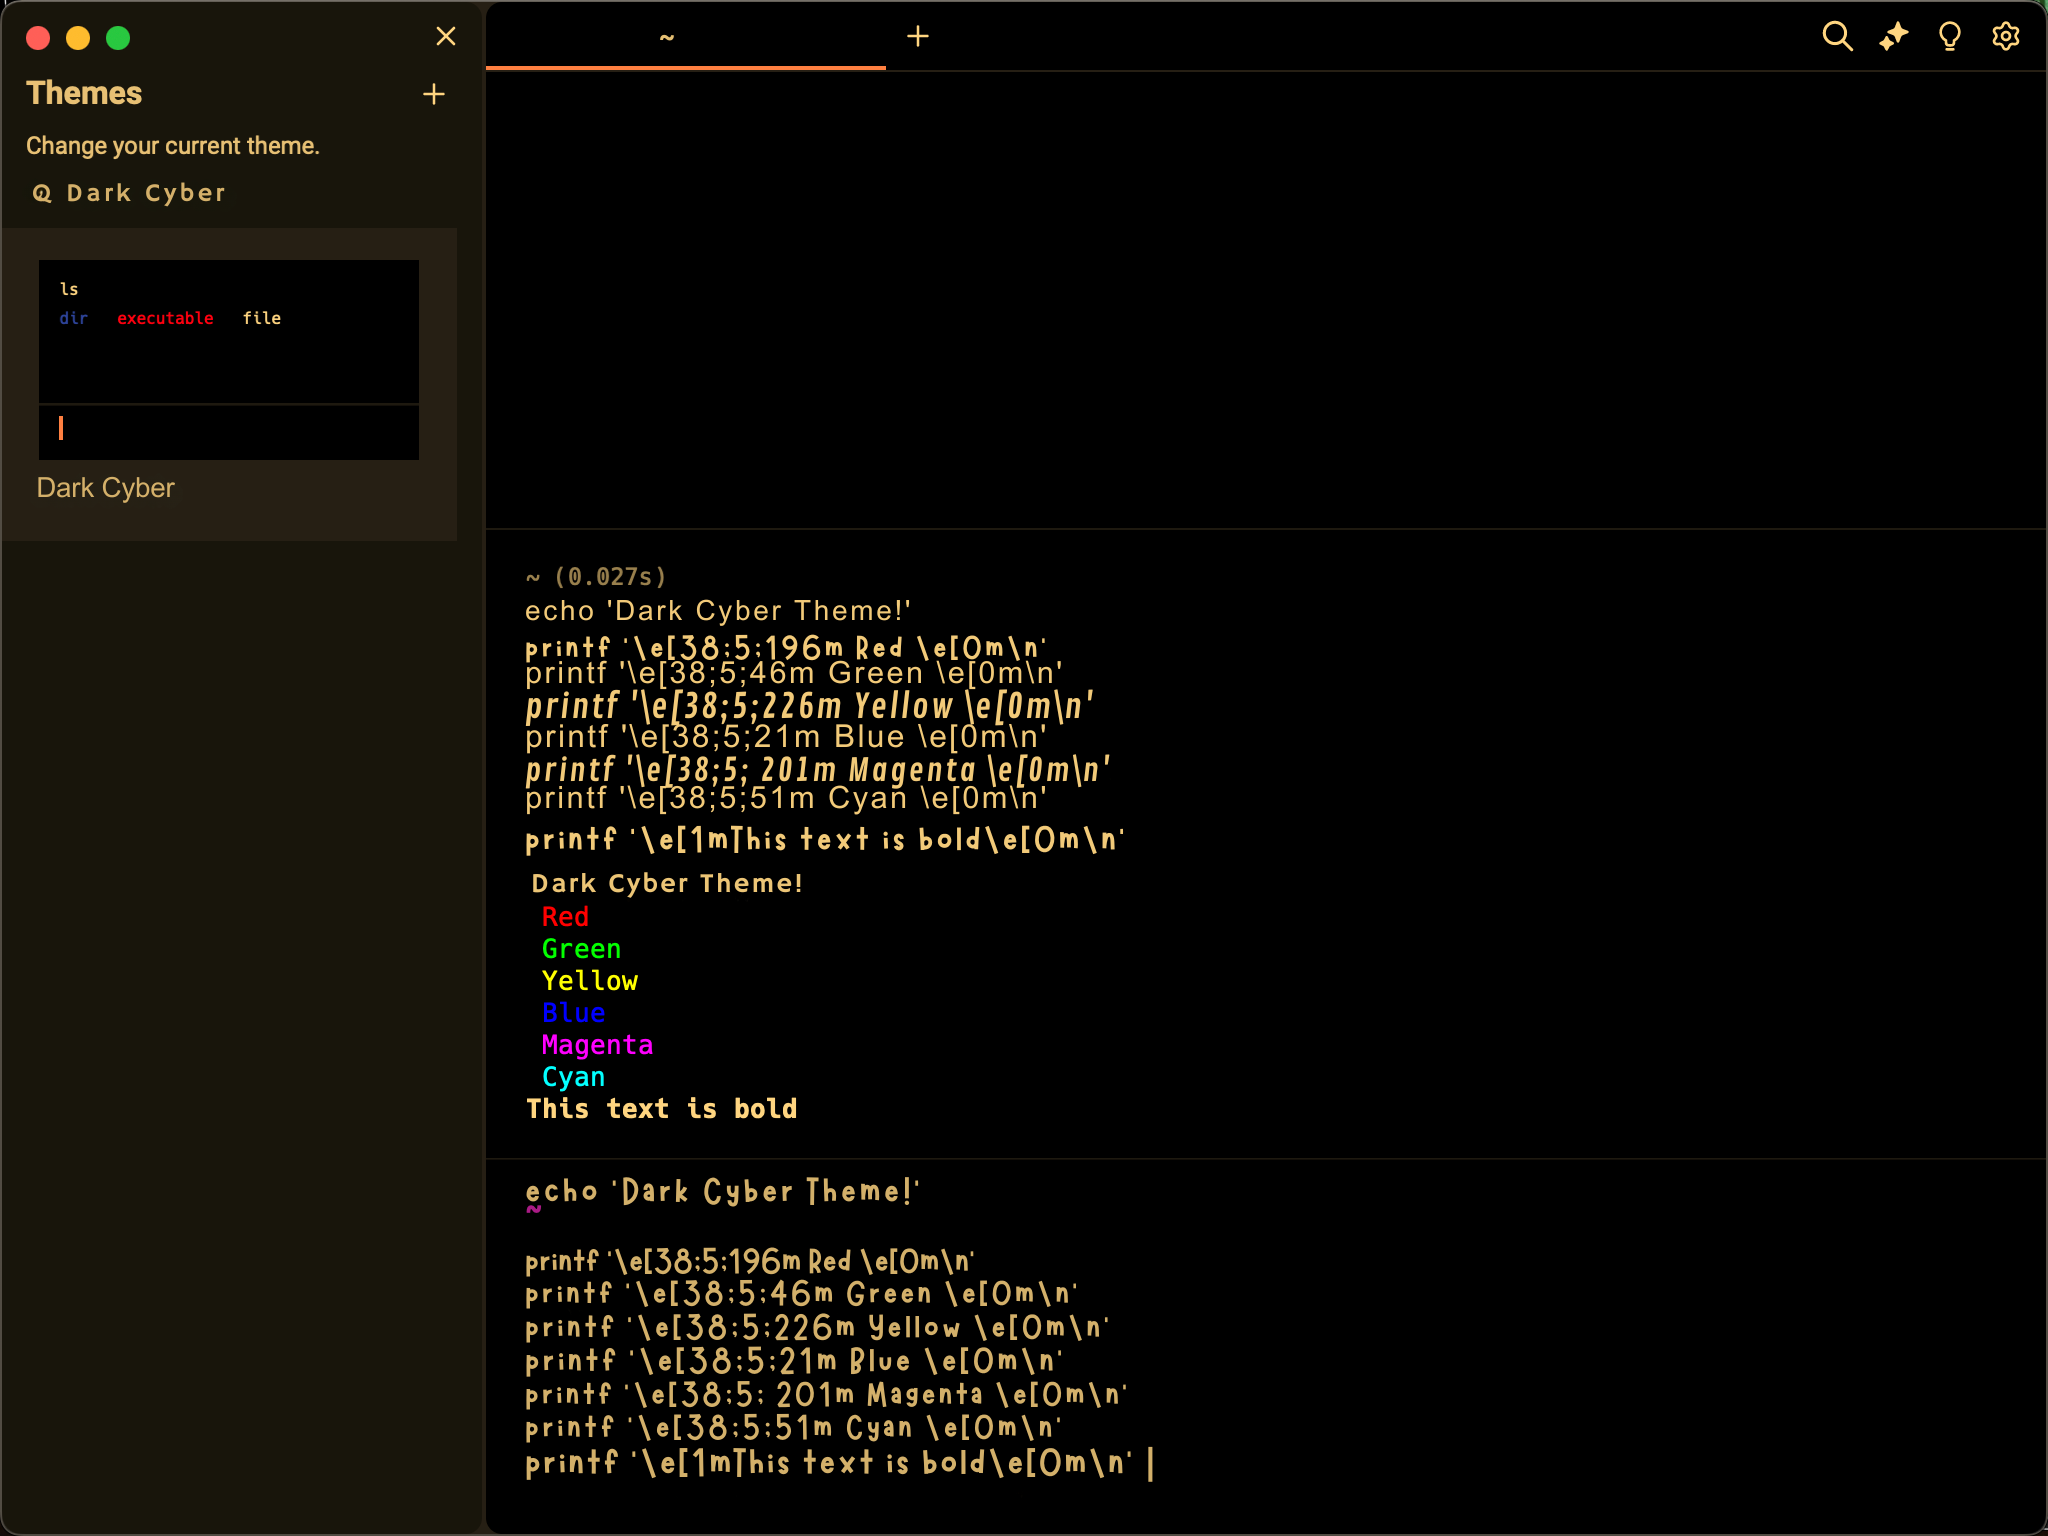 ~
Themes
Change your current theme.
Dark Cyber
ls
dir executable file
Dark Cyber
~ (0.027s)
echo 'Dark Cyber Theme!'
printf '\e[38;5;196m Red \e[0m\n'
printf '\e[38;5;46m Green \e[0m\n'
printf '\e[38;5;226m Yellow \e[0m\n'
printf '\e[38;5;21m Blue \e[0m\n'
printf '\e[38;5; 201m Magenta \e[0m\n'
printf '\e[38;5;51m Cyan \e[0m\n'
printf '\e[1mThis text is bold\e[0m\n'
Dark Cyber Theme!
Red
Green
Yellow
Blue
Magenta
Cyan
This text is bold
echo 'Dark Cyber Theme!'
~
printf '\e[38;5;196m Red \e[0m\n'
printf '\e[38;5;46m Green \e[0m\n'
printf '\e[38;5;226m Yellow \e[0m\n'
printf '\e[38;5;21m Blue \e[0m\n'
printf '\e[38;5; 201m Magenta \e[0m\n'
printf '\e[38;5;51m Cyan \e[0m\n'
printf '\e[1mThis text is bold\e[0m\n'